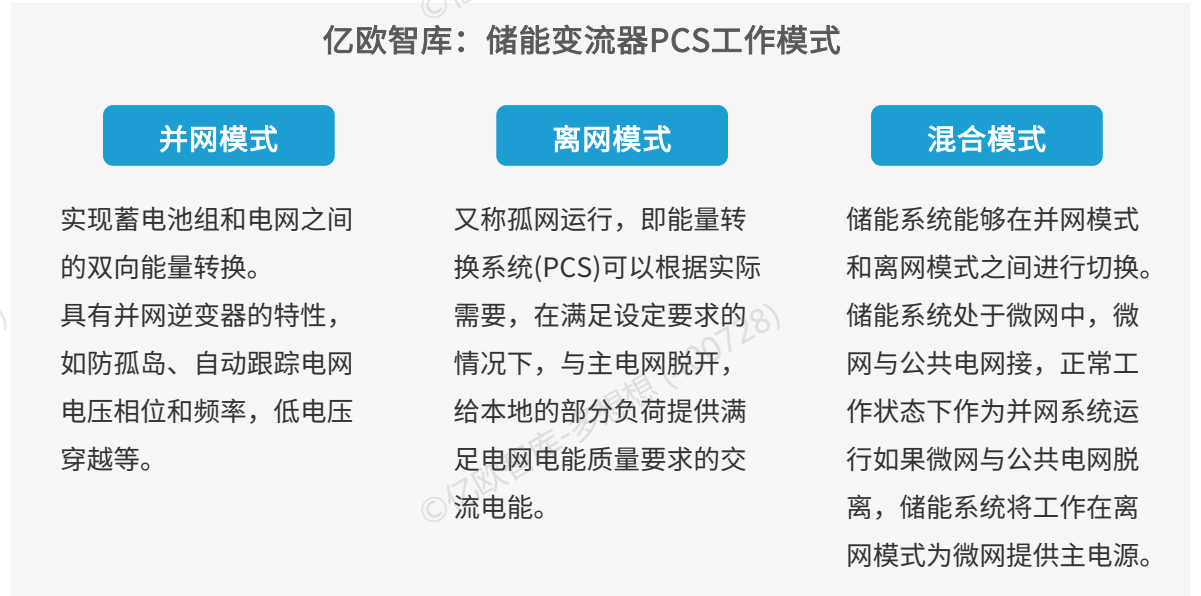 亿欧智库：储能变流器PCS工作模式
并网模式
实现蓄电池组和电网之间
的双向能量转换。
具有并网逆变器的特性，
如防孤岛、自动跟踪电网
电压相位和频率，低电压
穿越等。
离网模式
又称孤网运行，即能量转
换系统(PCS)可以根据实际
需要，在满足设定要求的
情况下，与主电网脱开，
给本地的部分负荷提供满
足电网电能质量要求的交
流电能。
混合模式
储能系统能够在并网模式
和离网模式之间进行切换。
储能系统处于微网中，微
网与公共电网接，正常工
作状态下作为并网系统运
行如果微网与公共电网脱
离，储能系统将工作在离
网模式为微网提供主电源。